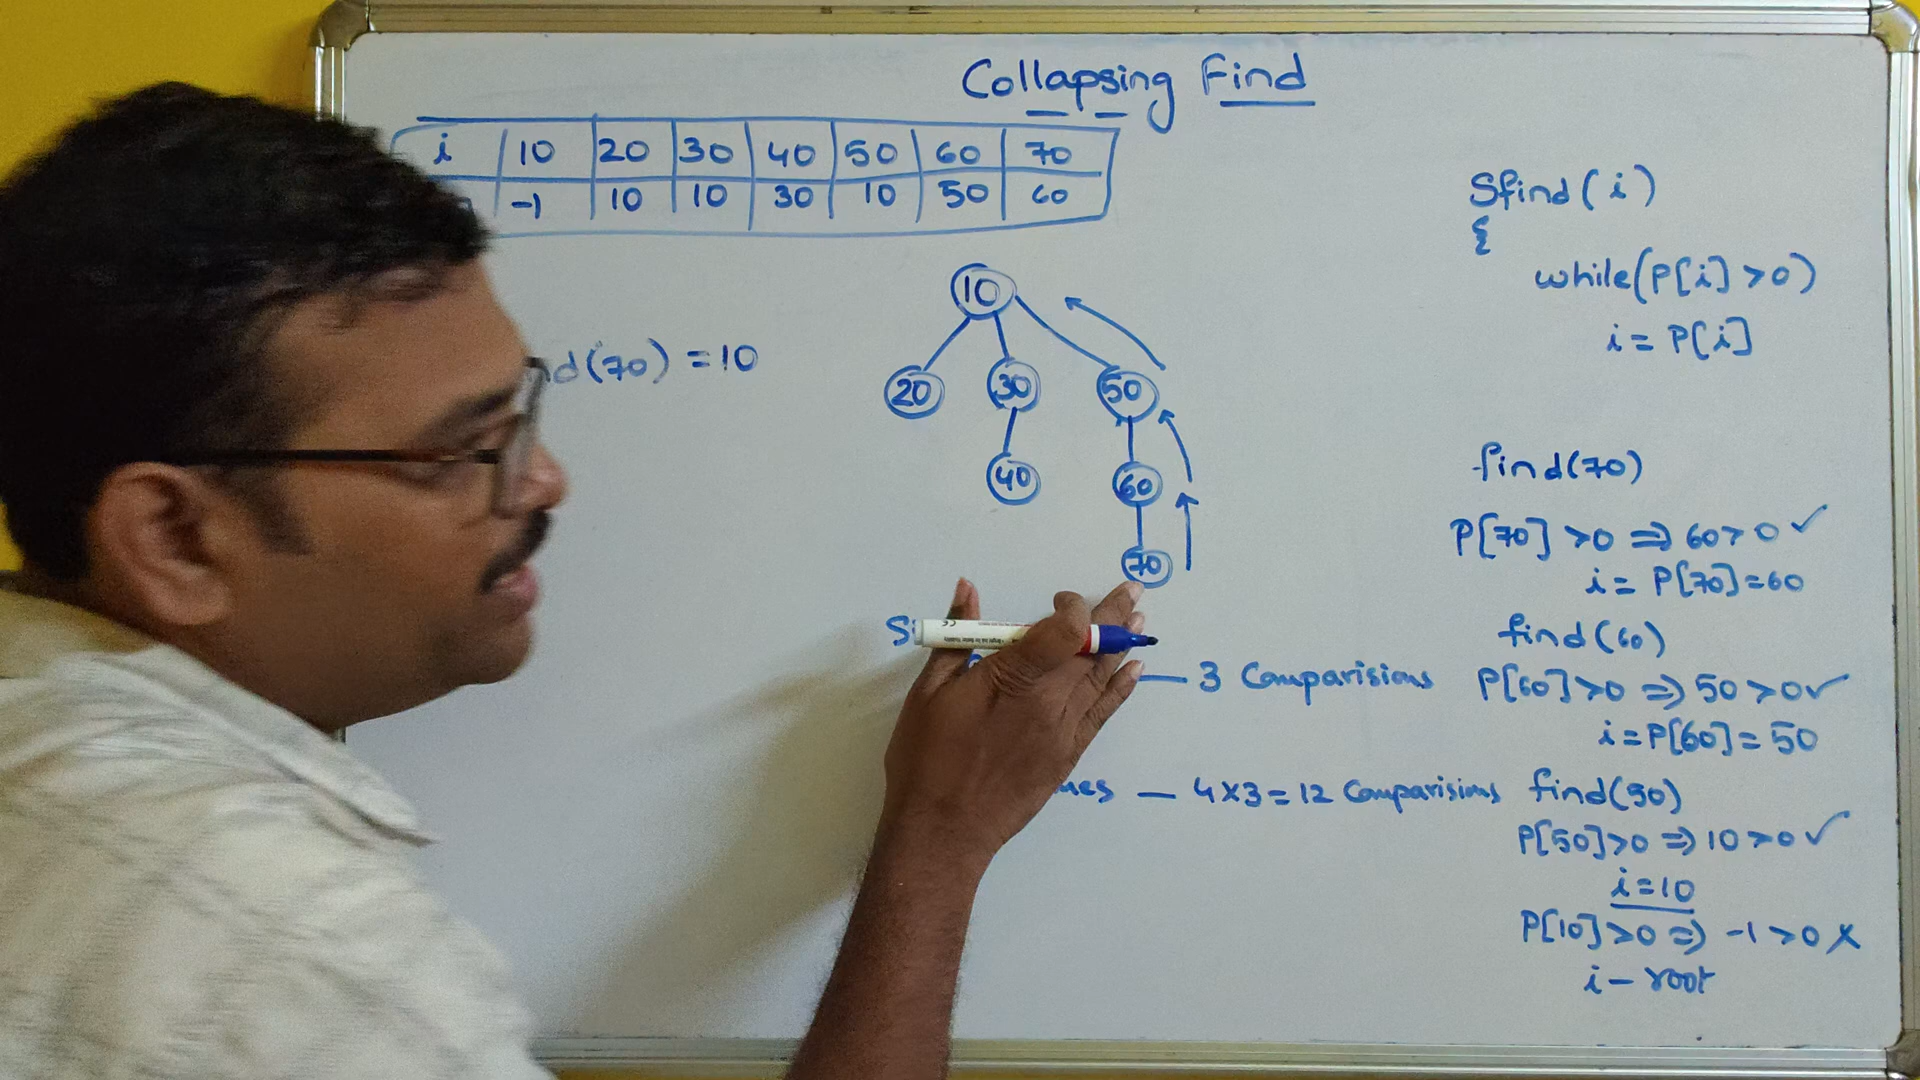 Collapsing Find
i 10 20 30 40 50 60 70
-1 10 10 30 10 50 60
10
20 30 50
40 60
70
nd(70) = 10
3 Comparisions
mes — 4x3=12 Comparisims
Sfind(i)
{
while(P[i] >0)
i = P[i]
find(70)
P[70] >0 ⇒ 60>0 ✓
i = P[70]=60
find(60)
P[60]>0 ⇒ 50>0✓
i=P[60]=50
find(50)
P[50]>0 ⇒ 10>0✓
i=10
P[10]>0 ⇒ -1>0 X
i - root